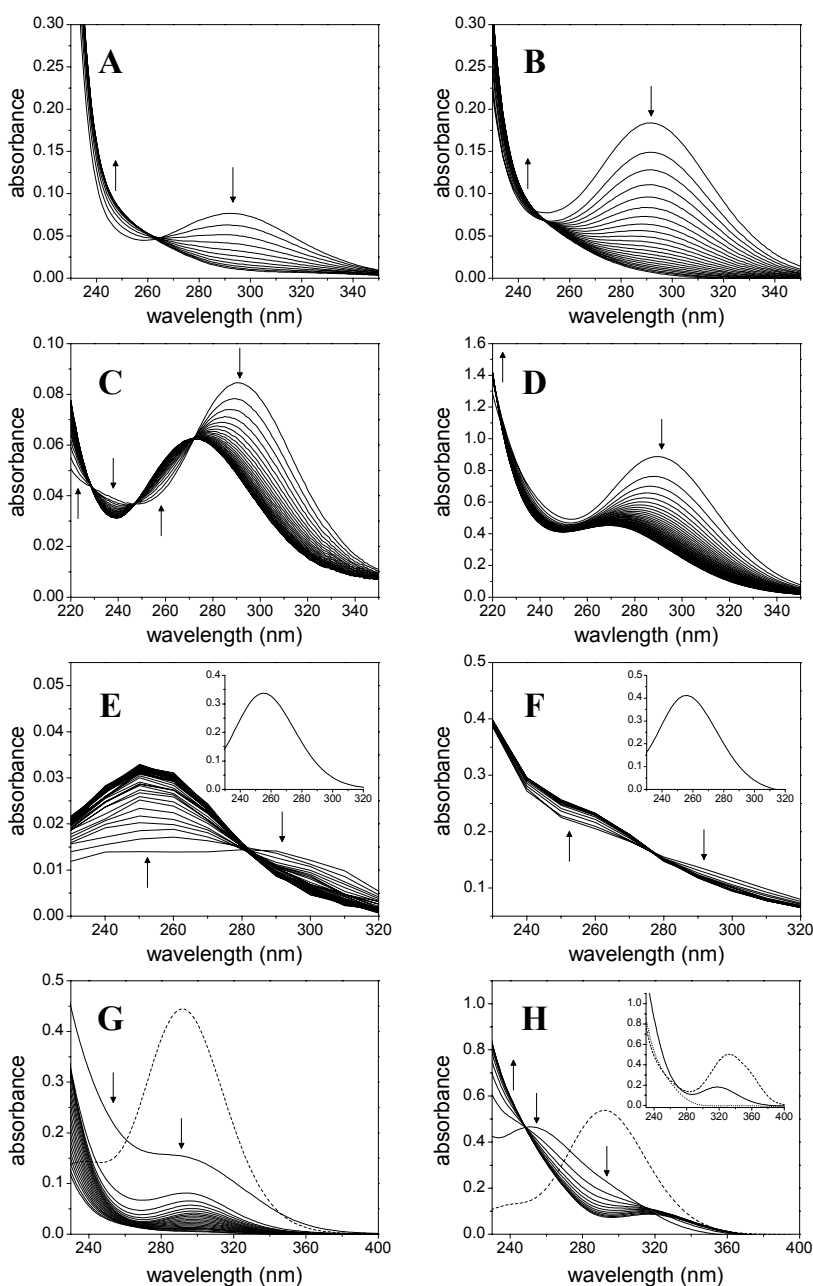 A
absorbance
0.30
0.25
0.20
0.15
0.10
0.05
0.00
240 260 280 300 320 340
wavelength (nm)
B
absorbance
0.30
0.25
0.20
0.15
0.10
0.05
0.00
240 260 280 300 320 340
wavelength (nm)
C
absorbance
0.10
0.08
0.06
0.04
0.02
0.00
220 240 260 280 300 320 340
wavelength (nm)
D
absorbance
1.6
1.4
1.2
1.0
0.8
0.6
0.4
0.2
0.0
220 240 260 280 300 320 340
wavlength (nm)
E
absorbance
0.05
0.04
0.03
0.02
0.01
0.00
240 260 280 300 320
wavelength (nm)
0.4
0.3
0.2
0.1
0.0
240 260 280 300 320
F
absorbance
0.5
0.4
0.3
0.2
0.1
240 260 280 300 320
wavelength (nm)
0.5
0.4
0.3
0.2
0.1
0.0
240 260 280 300 320
G
absorbance
0.5
0.4
0.3
0.2
0.1
0.0
240 280 320 360 400
wavelength (nm)
H
absorbance
1.0
0.8
0.6
0.4
0.2
0.0
240 280 320 360 400
wavelength (nm)
1.0
0.8
0.6
0.4
0.2
0.0
240 280 320 360 400